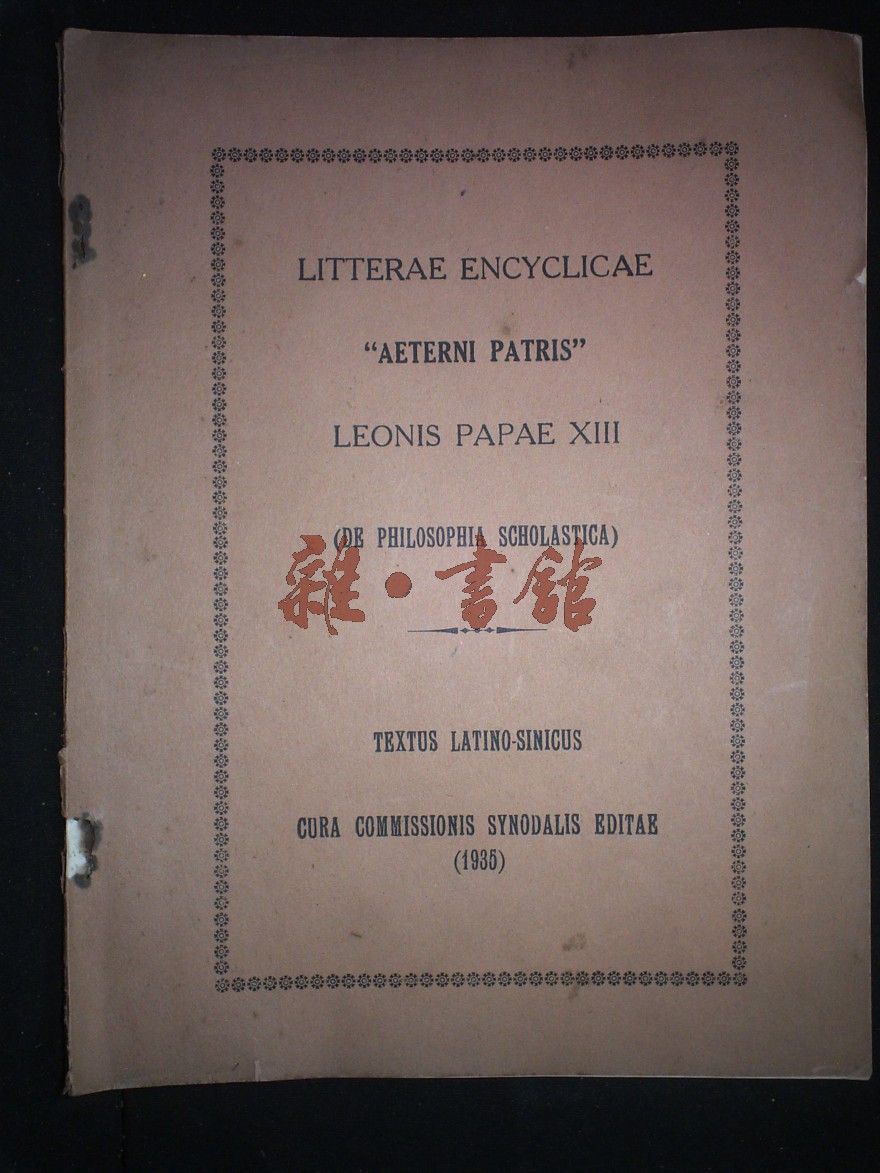 LITTERAE ENCYCLICAE
“AETERNI PATRIS”
LEONIS PAPAE XIII
(DE PHILOSOPHIA SCHOLASTICA)
雜·書館
TEXTUS LATINO-SINICUS
CURA COMMISSIONIS SYNODALIS EDITAE
(1935)